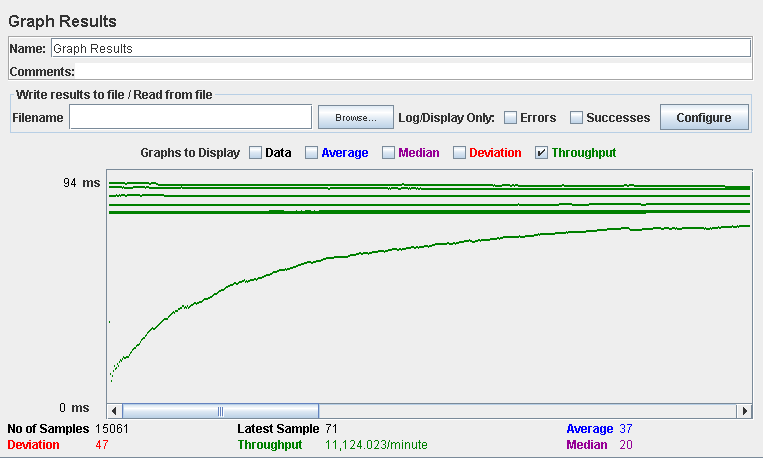 Graph Results
Name: Graph Results
Comments:
Write results to file / Read from file
Filename Browse... Log/Display Only: Errors Successes Configure
Graphs to Display Data Average Median Deviation Throughput
94 ms
0 ms
No of Samples 15061 Latest Sample 71 Average 37
Deviation 47 Throughput 11,124.023/minute Median 20